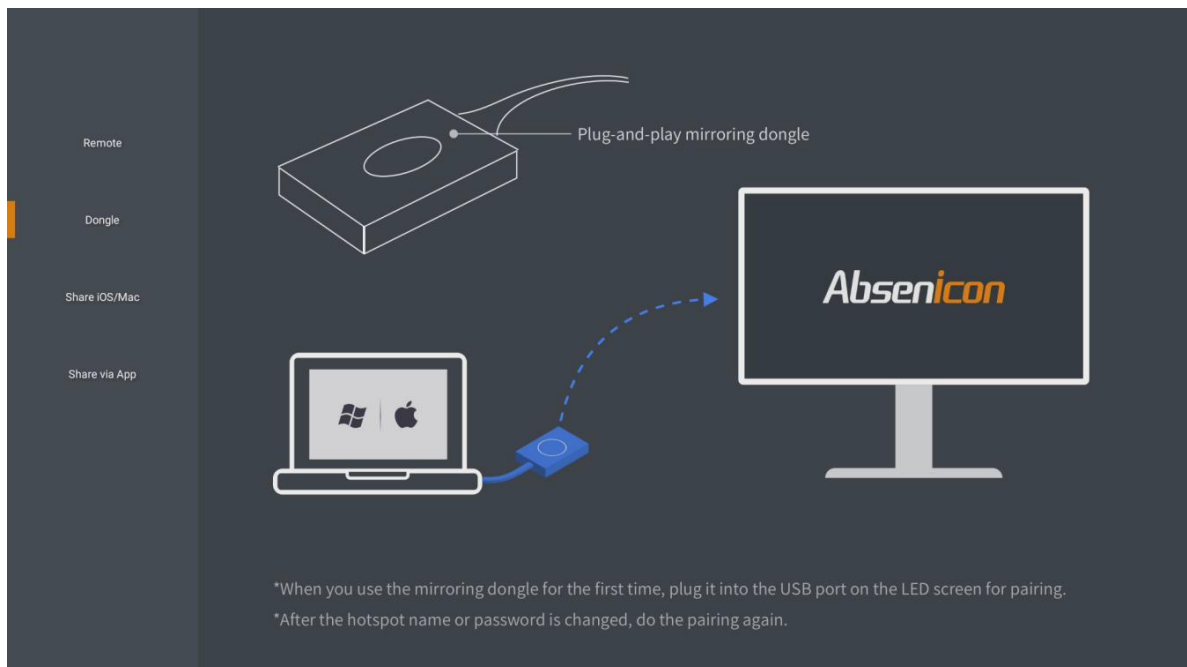 Remote
Dongle
Share iOS/Mac
Share via App
Plug-and-play mirroring dongle
Absenicon
*When you use the mirroring dongle for the first time, plug it into the USB port on the LED screen for pairing.
*After the hotspot name or password is changed, do the pairing again.